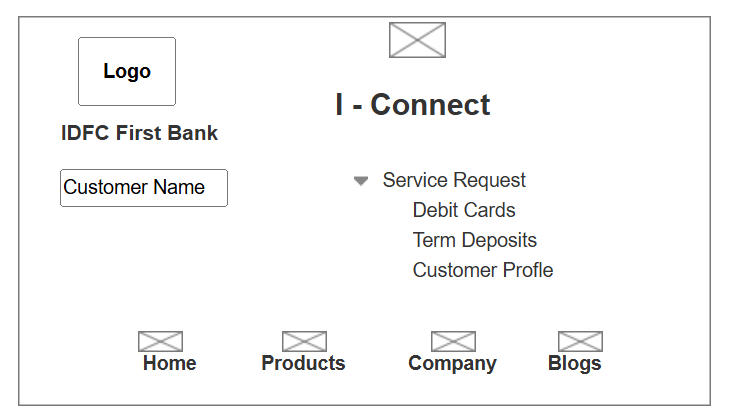 Logo
IDFC First Bank
I - Connect
Customer Name
Service Request
Debit Cards
Term Deposits
Customer Profle
Home
Products
Company
Blogs